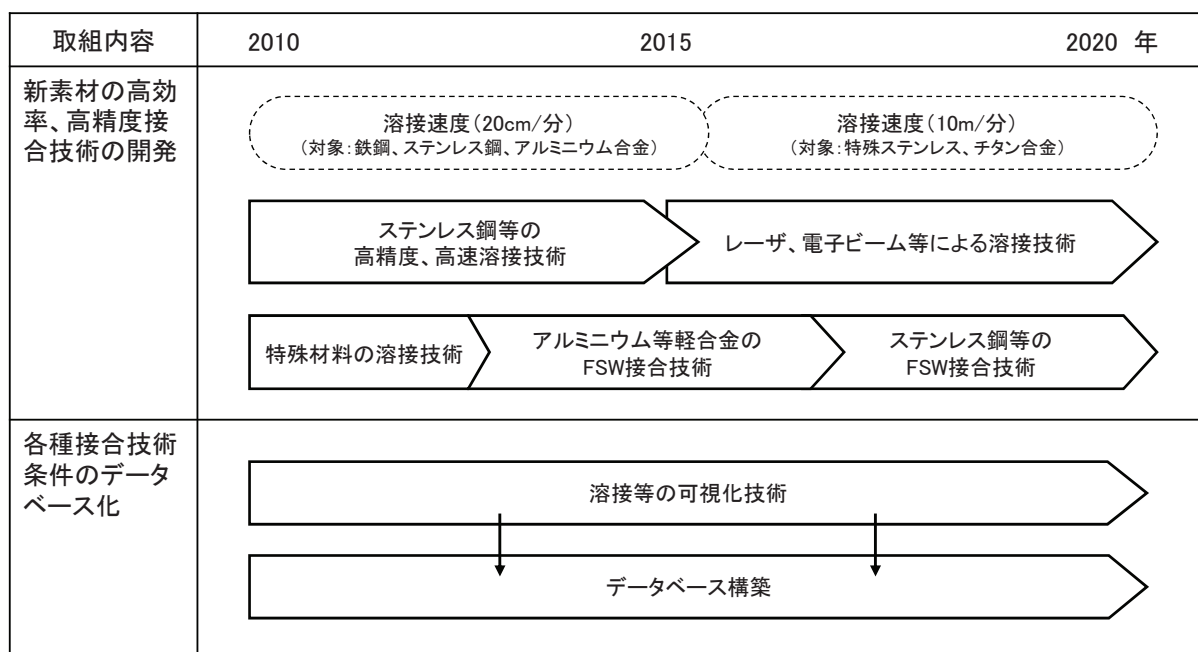 取組内容
2010 2015 2020 年
新素材の高効
率、高精度接
合技術の開発
溶接速度（20cm/分）
（対象：鉄鋼、ステンレス鋼、アルミニウム合金）
溶接速度（10m/分）
（対象：特殊ステンレス、チタン合金）
ステンレス鋼等の
高精度、高速溶接技術
レーザ、電子ビーム等による溶接技術
特殊材料の溶接技術
アルミニウム等軽合金の
FSW接合技術
ステンレス鋼等の
FSW接合技術
各種接合技術
条件のデータ
ベース化
溶接等の可視化技術
データベース構築